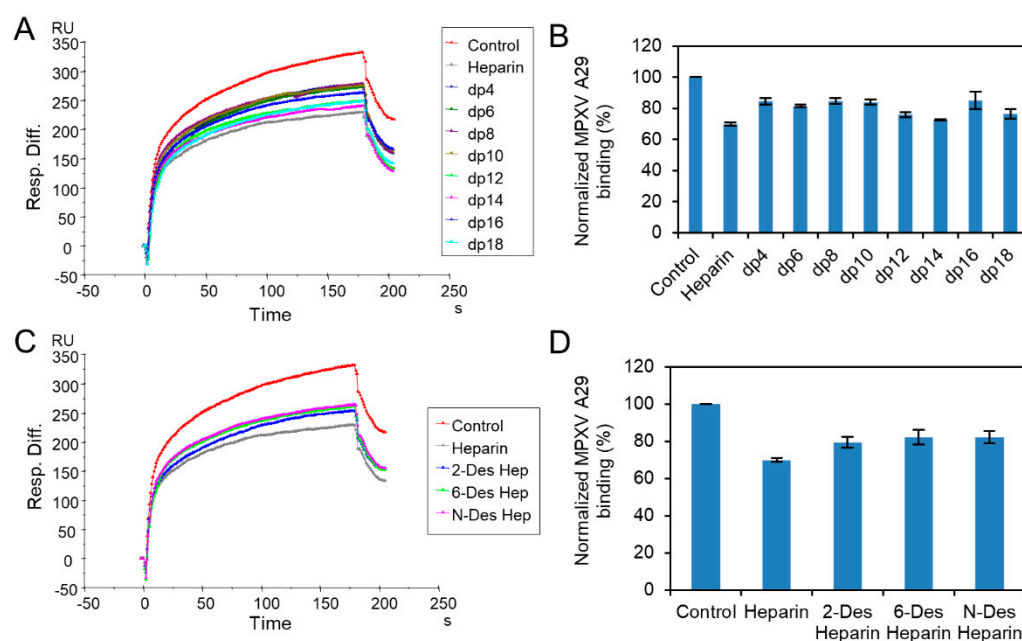 A
RU
350
300
250
200
150
100
50
0
-50
Resp. Diff.
-50 0 50 100 150 200 250
Time
s
Control
Heparin
dp4
dp6
dp8
dp10
dp12
dp14
dp16
dp18
B
Normalized MPXV A29
binding (%)
120
100
80
60
40
20
0
Control Heparin dp4 dp6 dp8 dp10 dp12 dp14 dp16 dp18
C
RU
350
300
250
200
150
100
50
0
-50
Resp. Diff.
-50 0 50 100 150 200 250
Time
s
Control
Heparin
2-Des Hep
6-Des Hep
N-Des Hep
D
Normalized MPXV A29
binding (%)
120
100
80
60
40
20
0
Control Heparin 2-Des 6-Des N-Des
Heparin Heparin Heparin